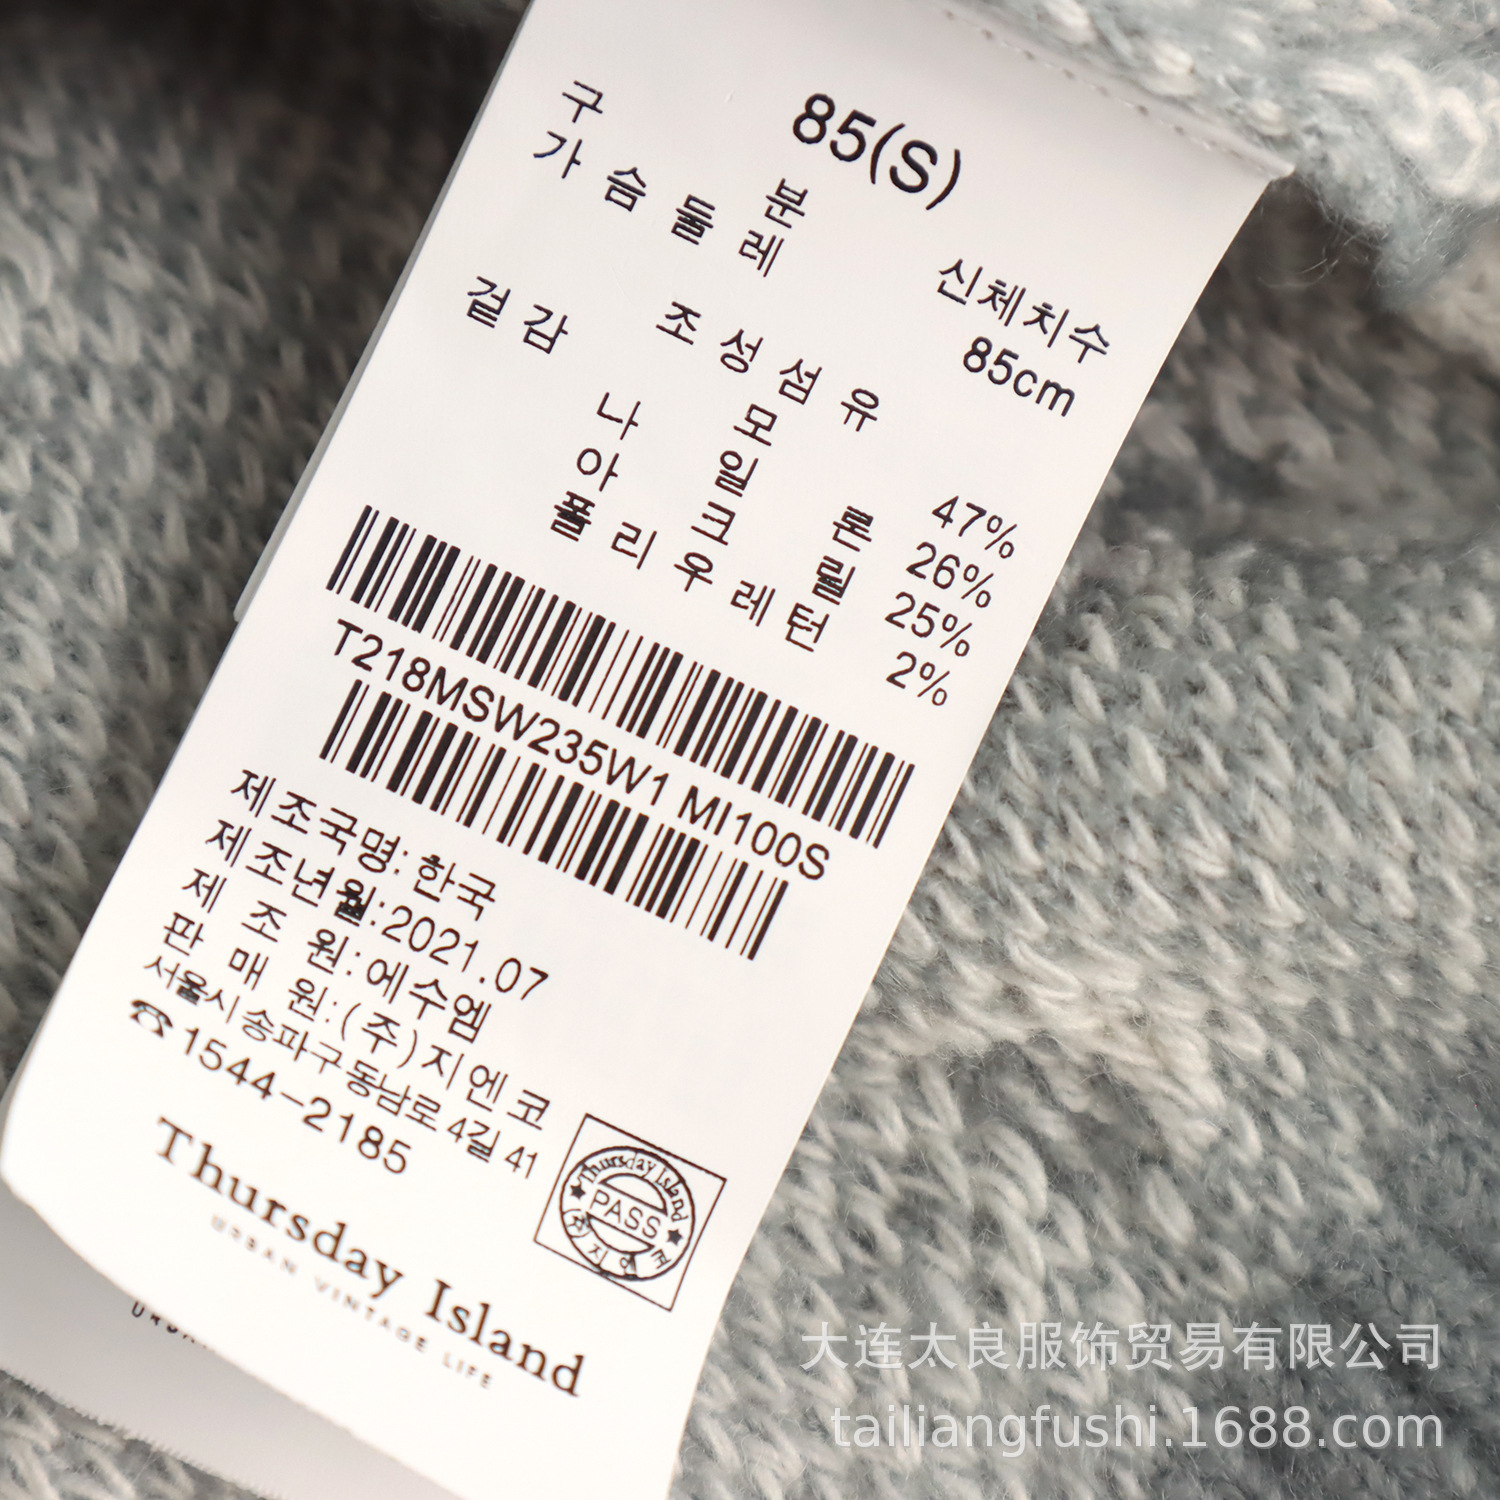 85(S)
구 분 신체치수
가슴둘레 85cm
조성섬유
겉감 모 47%
나일론 26%
아크릴 25%
폴리우레턴 2%
T218MSW235W1 MI100S
제조국명: 한국
제조년월:2021.07
제 조 원:에수엠
판 매 원:(주)지엔코
서울시 송파구 동남로 4길 41
☎1544-2185
Thursday Island
PASS
(주)지엔코
Thursday Island
URBAN VINTAGE LIFE
大连太良服饰贸易有限公司
tailiangfushi.1688.com